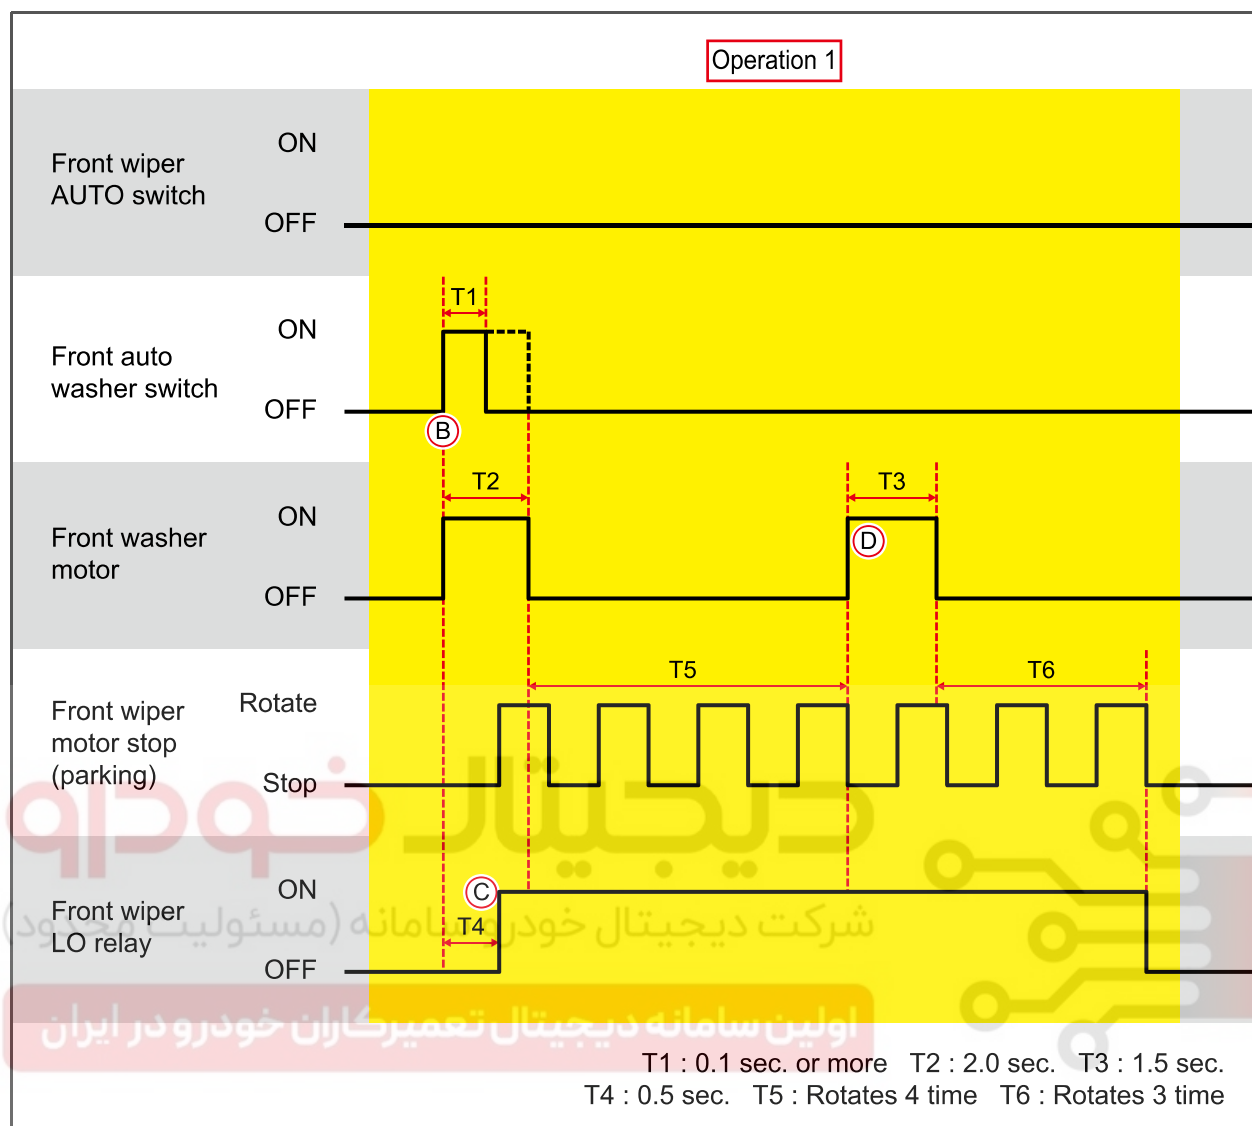 Operation 1
Front wiper
AUTO switch
ON
OFF
Front auto
washer switch
ON
OFF
T1
B
Front washer
motor
ON
OFF
T2
T3
D
Front wiper
motor stop
(parking)
Rotate
Stop
T5
T6
دیجیتال خودرو
Front wiper
LO relay
ON
OFF
C
T4
شرکت دیجیتال خودرو سامانه (مسئولیت محدود)
اولین سامانه دیجیتال تعمیرکاران خودرو در ایران
T1 : 0.1 sec. or more T2 : 2.0 sec. T3 : 1.5 sec.
T4 : 0.5 sec. T5 : Rotates 4 time T6 : Rotates 3 time